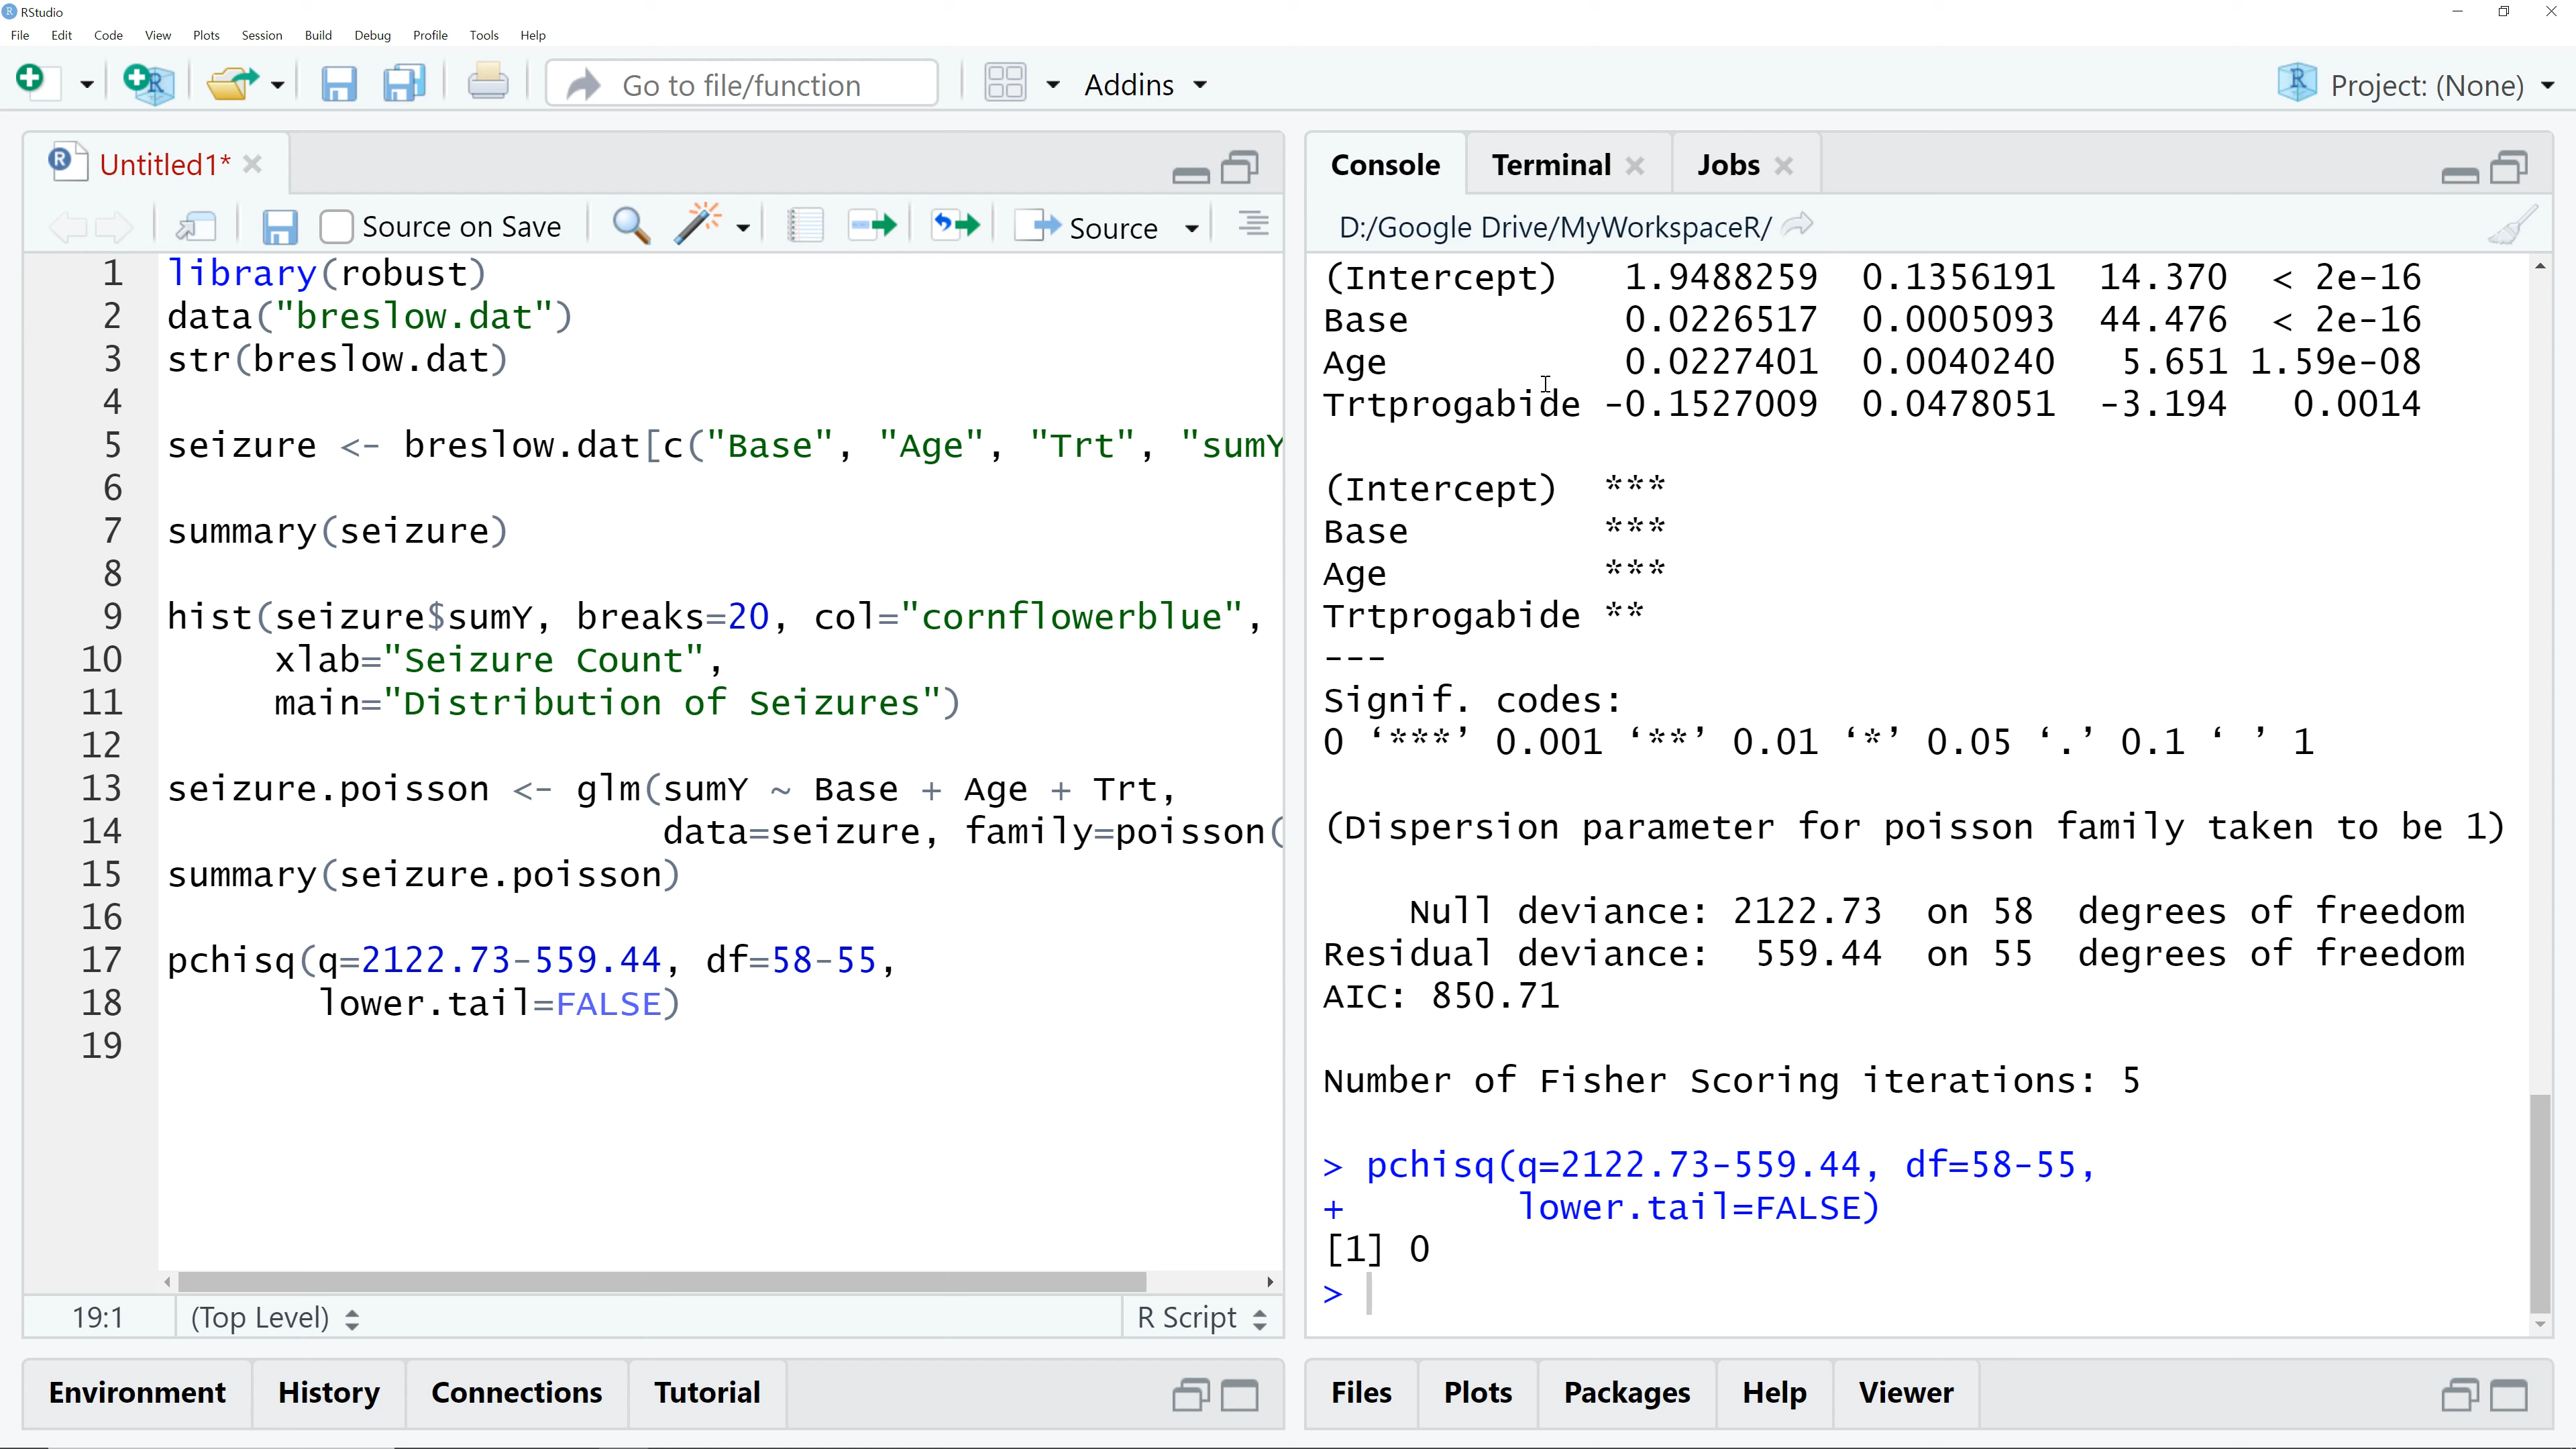 RStudio
File Edit Code View Plots Session Build Debug Profile Tools Help
Go to file/function Addins Project: (None)
Untitled1*
Source on Save Source
1 library(robust)
2 data("breslow.dat")
3 str(breslow.dat)
4
5 seizure <- breslow.dat[c("Base", "Age", "Trt", "sumY
6
7 summary(seizure)
8
9 hist(seizure$sumY, breaks=20, col="cornflowerblue",
10 xlab="Seizure Count",
11 main="Distribution of Seizures")
12
13 seizure.poisson <- glm(sumY ~ Base + Age + Trt,
14 data=seizure, family=poisson(
15 summary(seizure.poisson)
16
17 pchisq(q=2122.73-559.44, df=58-55,
18 lower.tail=FALSE)
19
19:1 (Top Level) R Script
Environment History Connections Tutorial
Console Terminal Jobs
D:/Google Drive/MyWorkspaceR/
(Intercept) 1.9488259 0.1356191 14.370 < 2e-16
Base 0.0226517 0.0005093 44.476 < 2e-16
Age 0.0227401 0.0040240 5.651 1.59e-08
Trtprogabide -0.1527009 0.0478051 -3.194 0.0014
(Intercept) ***
Base ***
Age ***
Trtprogabide **
---
Signif. codes:
0 ‘***’ 0.001 ‘**’ 0.01 ‘*’ 0.05 ‘.’ 0.1 ‘ ’ 1
(Dispersion parameter for poisson family taken to be 1)
Null deviance: 2122.73 on 58 degrees of freedom
Residual deviance: 559.44 on 55 degrees of freedom
AIC: 850.71
Number of Fisher Scoring iterations: 5
> pchisq(q=2122.73-559.44, df=58-55,
+ lower.tail=FALSE)
[1] 0
>
Files Plots Packages Help Viewer